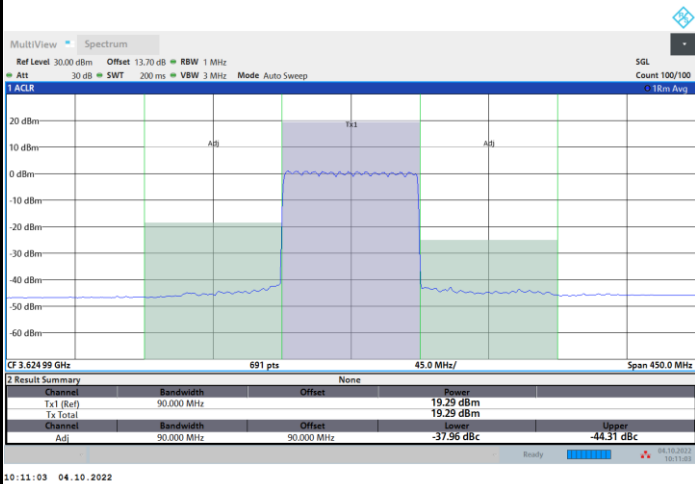 MultiView Spectrum
Ref Level 30.00 dBm Offset 13.70 dB RBW 1 MHz SGL
Att 30 dB SWT 200 ms VBW 3 MHz Mode Auto Sweep Count 100/100
1 ACLR 1Rm Avg
20 dBm
Tx1
10 dBm Adj Adj
0 dBm
-10 dBm
-20 dBm
-30 dBm
-40 dBm
-50 dBm
-60 dBm
CF 3.624 99 GHz 691 pts 45.0 MHz/ Span 450.0 MHz
2 Result Summary None
Channel Bandwidth Offset Power
Tx1 (Ref) 90.000 MHz 19.29 dBm
Tx Total 19.29 dBm
Channel Bandwidth Offset Lower Upper
Adj 90.000 MHz 90.000 MHz -37.96 dBc -44.31 dBc
Ready 04.10.2022
10:11:03
10:11:03 04.10.2022